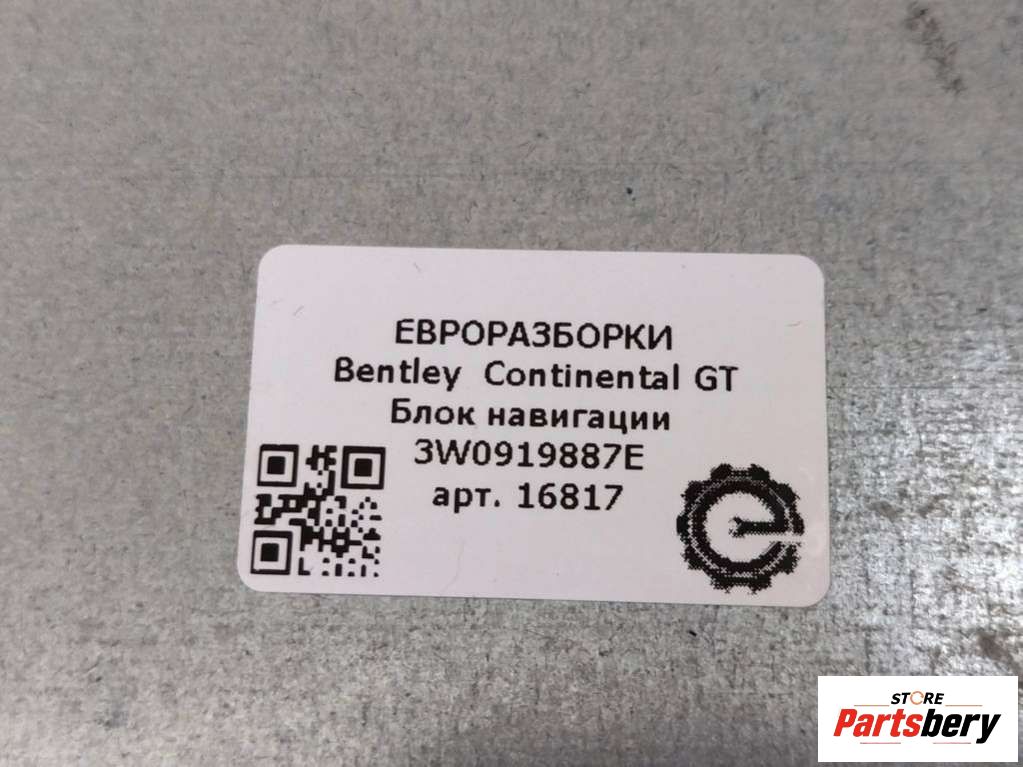 ЕВРОРАЗБОРКИ
Bentley Continental GT
Блок навигации
3W0919887E
арт. 16817
STORE
Partsbery